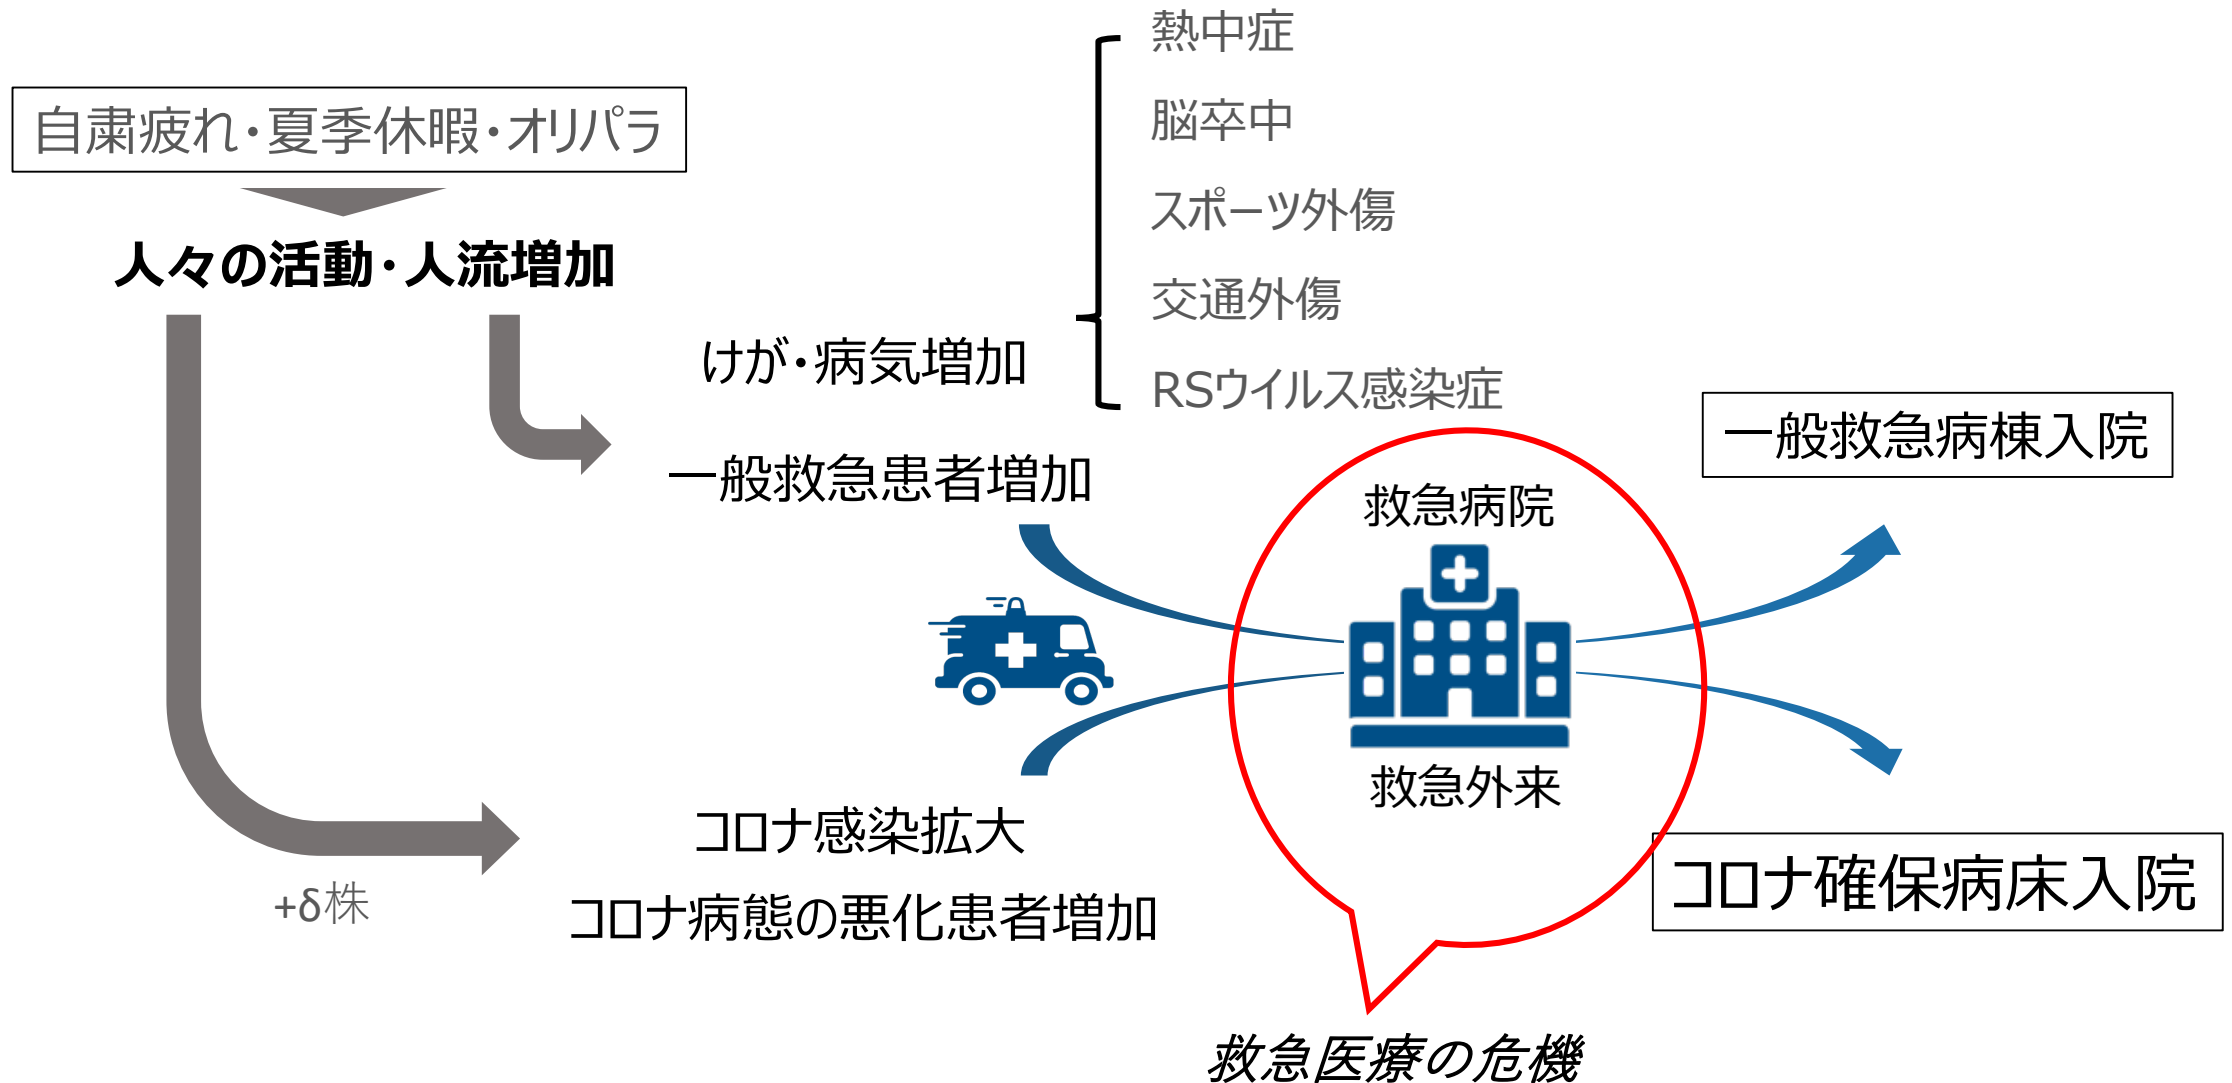 自粛疲れ・夏季休暇・オリパラ
人々の活動・人流増加
熱中症
脳卒中
スポーツ外傷
交通外傷
RSウイルス感染症
けが・病気増加
一般救急患者増加
救急病院
救急外来
一般救急病棟入院
コロナ感染拡大
コロナ病態の悪化患者増加
+δ株
コロナ確保病床入院
救急医療の危機